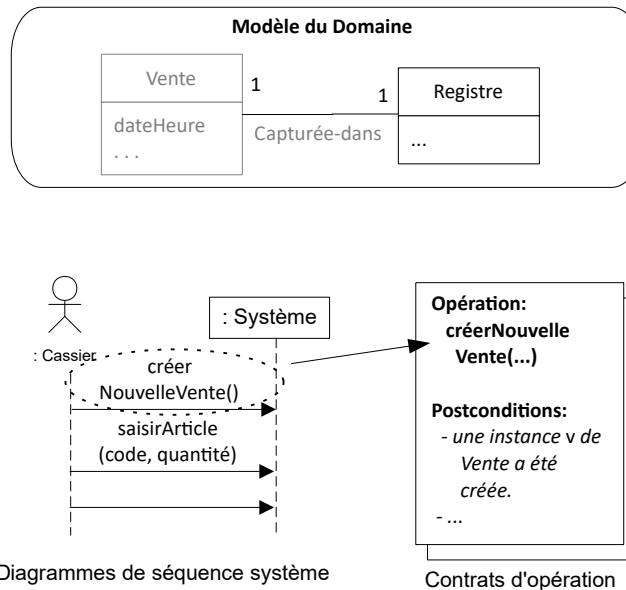 Modèle du Domaine
Vente
1
1
Registre
dateHeure
. . .
Capturée-dans
...
: Système
: Cassier
créer
NouvelleVente()
saisirArticle
(code, quantité)
Diagrammes de séquence système
Opération:
créerNouvelle
Vente(...)
Postconditions:
- une instance v de
Vente a été
créée.
- ...
Contrats d'opération